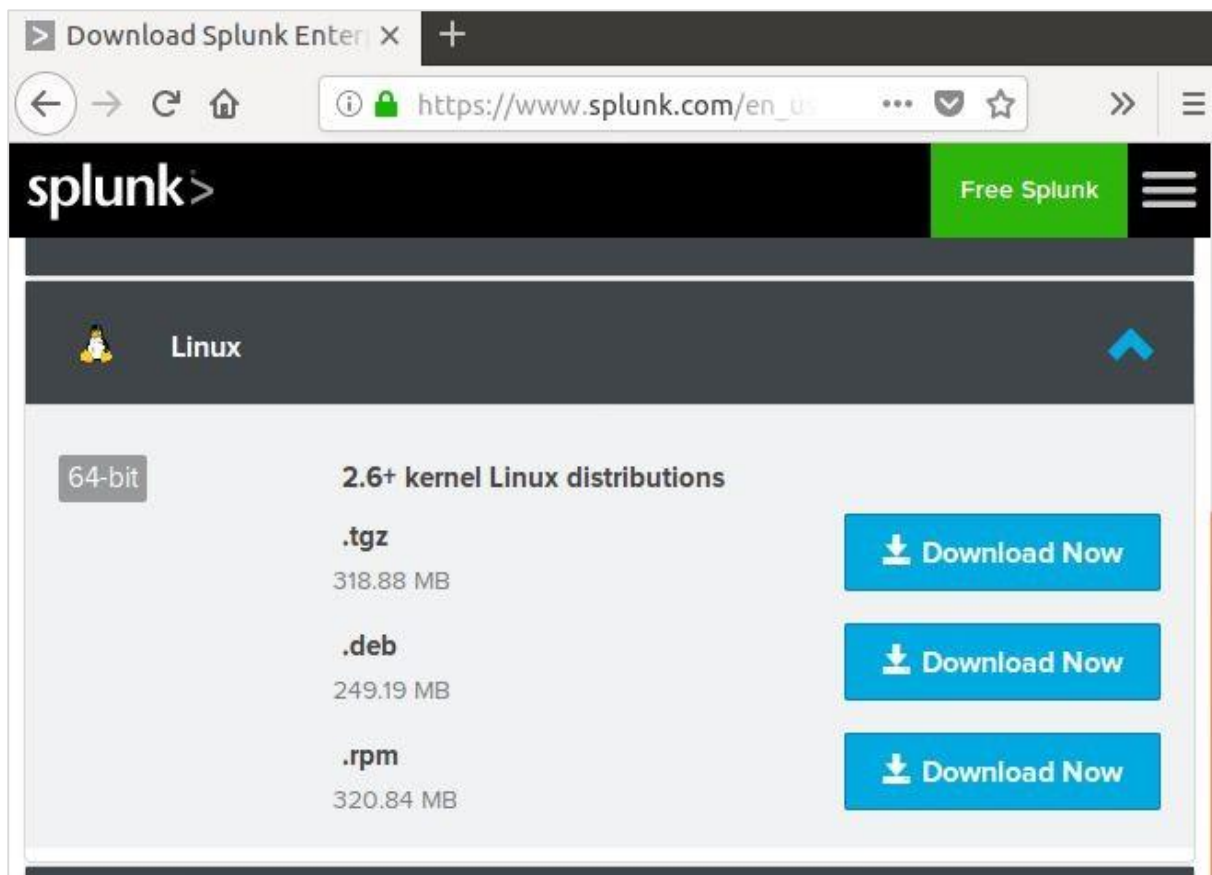 Download Splunk Enter
https://www.splunk.com/en_us
splunk>
Free Splunk
Linux
64-bit
2.6+ kernel Linux distributions
.tgz
318.88 MB
Download Now
.deb
249.19 MB
Download Now
.rpm
320.84 MB
Download Now